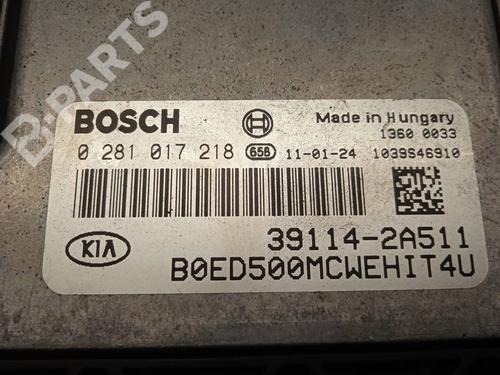 B-PARTS
BOSCH
Made in Hungary
1360 0033
0 281 017 218 65B 11-01-24 1039S46910
KIA
39114-2A511
B0ED500MCWEHIT4U